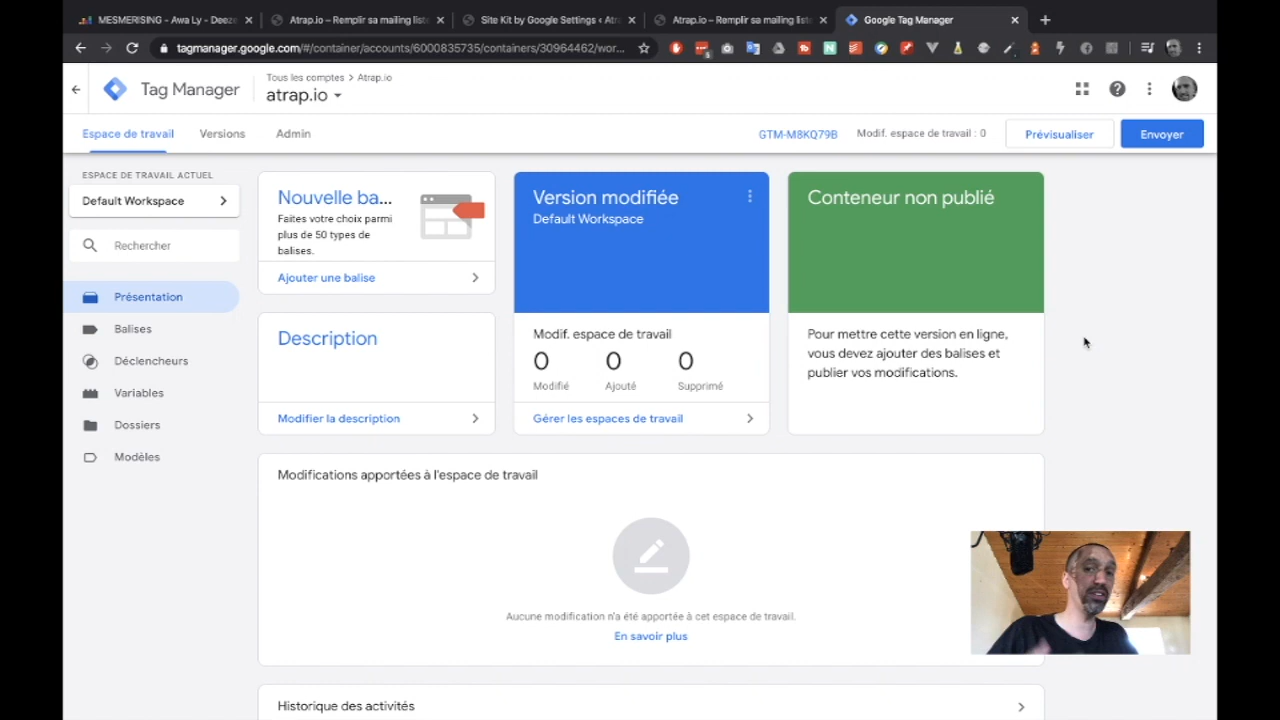 MESMERISING - Awa Ly - Deeze
Atrap.io – Remplir sa mailing liste
Site Kit by Google Settings ‹ Atr
Atrap.io – Remplir sa mailing liste
Google Tag Manager
tagmanager.google.com/#/container/accounts/6000835735/containers/30964462/wor...
Tag Manager
Tous les comptes > Atrap.io
atrap.io
Espace de travail
Versions
Admin
GTM-M8KQ79B
Modif. espace de travail : 0
Prévisualiser
Envoyer
ESPACE DE TRAVAIL ACTUEL
Default Workspace
Rechercher
Présentation
Balises
Déclencheurs
Variables
Dossiers
Modèles
Nouvelle ba...
Faites votre choix parmi
plus de 50 types de
balises.
Ajouter une balise
Description
Modifier la description
Version modifiée
Default Workspace
Modif. espace de travail
0 0 0
Modifié Ajouté Supprimé
Gérer les espaces de travail
Conteneur non publié
Pour mettre cette version en ligne,
vous devez ajouter des balises et
publier vos modifications.
Modifications apportées à l'espace de travail
Aucune modification n'a été apportée à cet espace de travail.
En savoir plus
Historique des activités